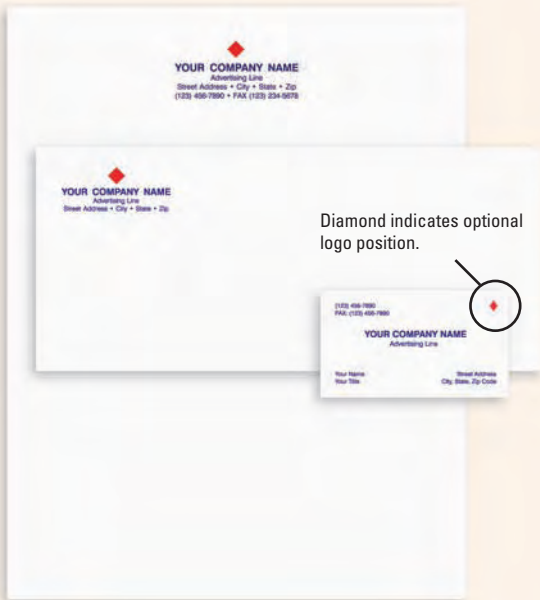 YOUR COMPANY NAME
Advertising Line
Street Address • City • State • Zip
(123) 456-7890 • FAX (123) 234-5678
YOUR COMPANY NAME
Advertising Line
Street Address • City • State • Zip
Diamond indicates optional
logo position.
(123) 456-7890
FAX: (123) 456-7890
YOUR COMPANY NAME
Advertising Line
Your Name
Your Title
Street Address
City, State, Zip Code